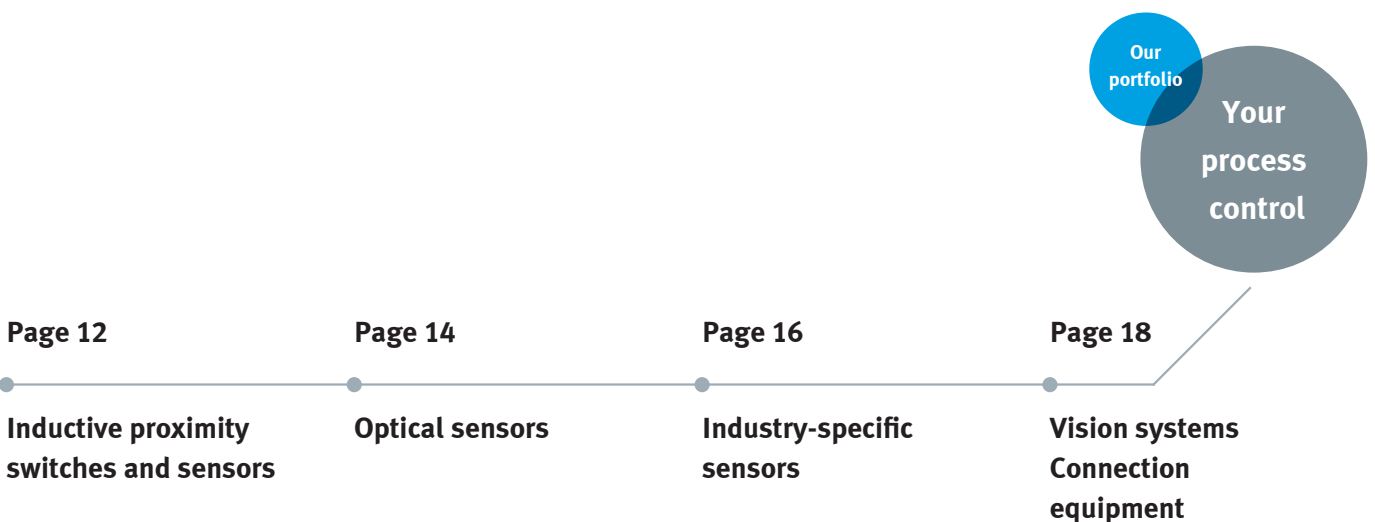 Our
portfolio
Your
process
control
Page 12
Page 14
Page 16
Page 18
Inductive proximity
switches and sensors
Optical sensors
Industry-specific
sensors
Vision systems
Connection
equipment